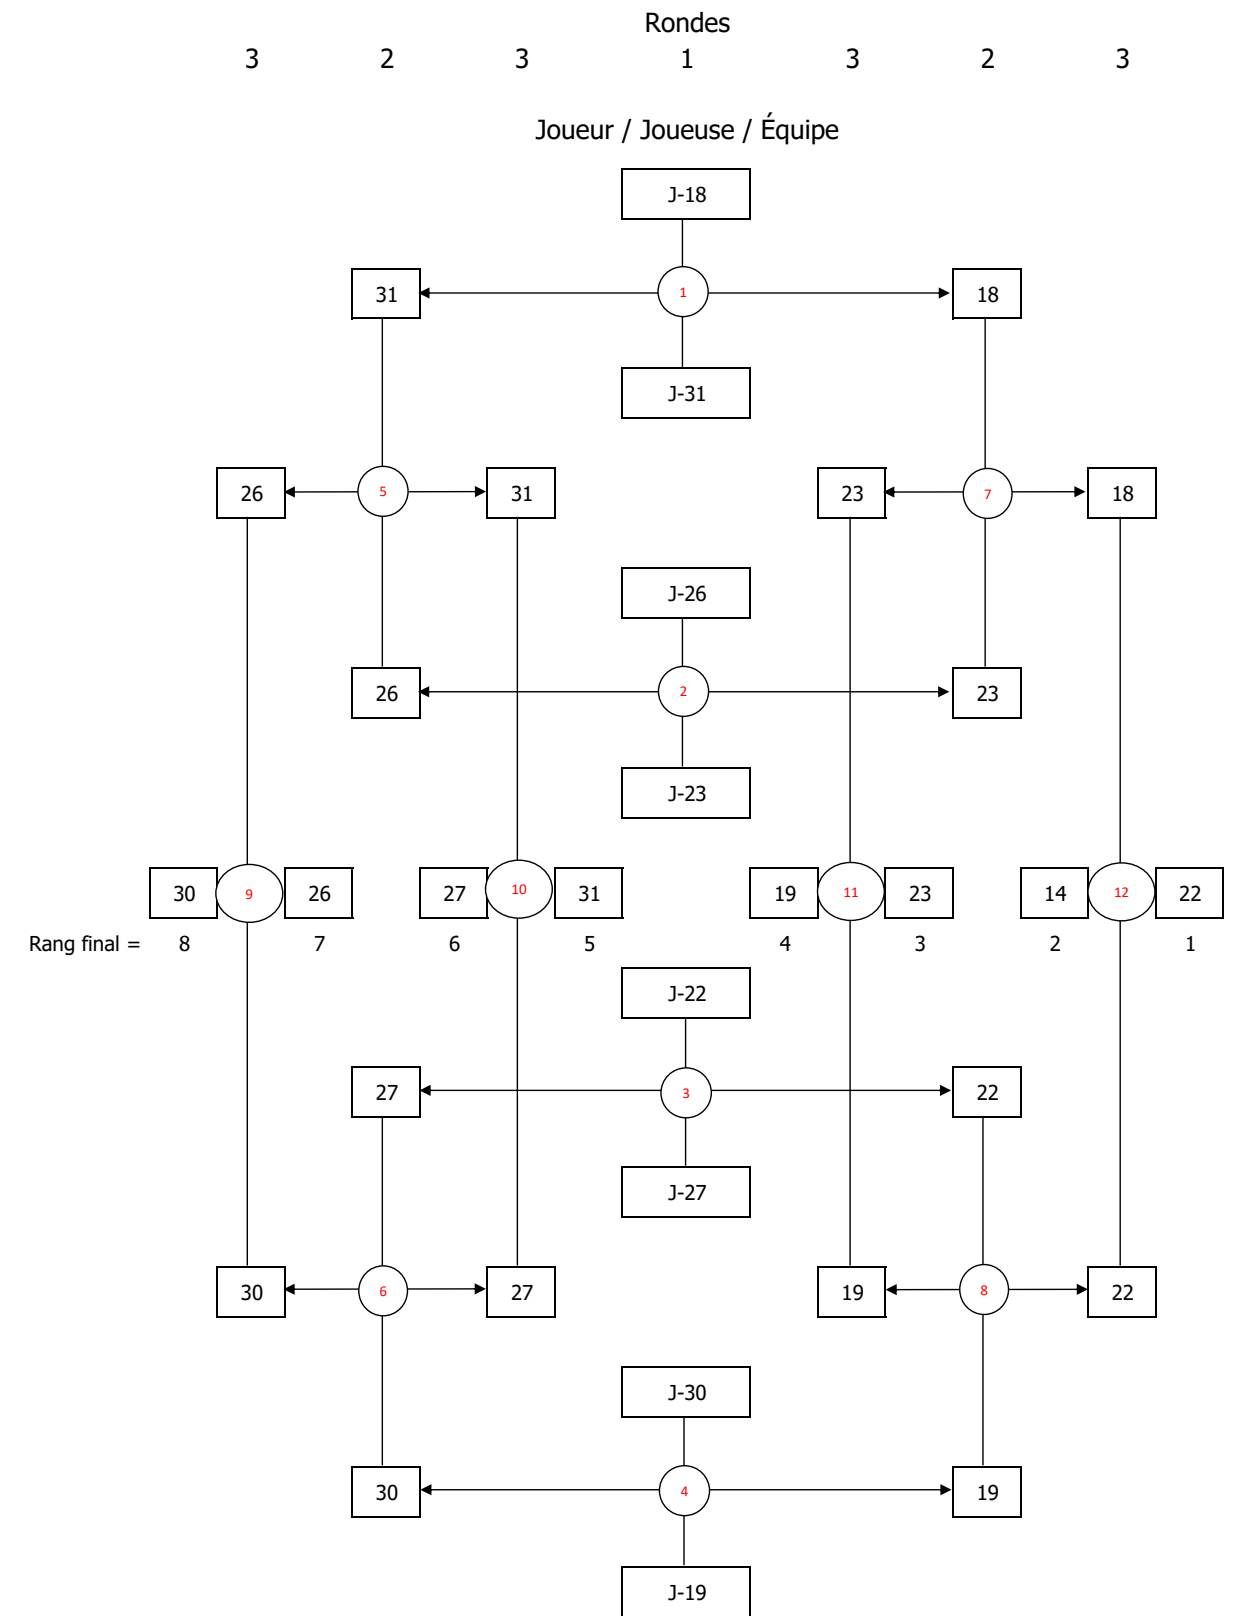 Rondes
3 2 3 1 3 2 3
Joueur / Joueuse / Équipe
J-18
31 1 18
J-31
26 5 31 23 7 18
J-26
26 2 23
J-23
30 9 26 27 10 31 19 11 23 14 12 22
Rang final = 8 7 6 5 4 3 2 1
J-22
27 3 22
J-27
30 6 27 19 8 22
J-30
30 4 19
J-19